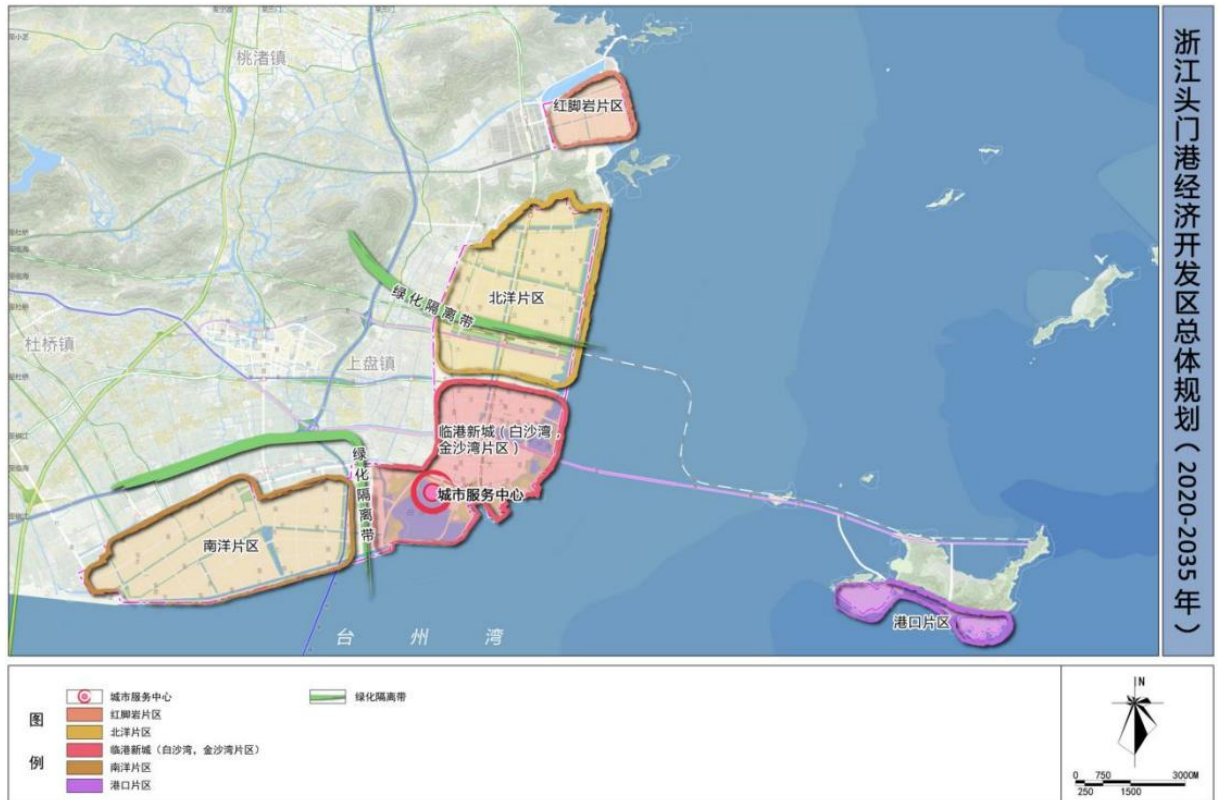 浙江头门港经济开发区总体规划(2020-2035年)
桃渚镇
红脚岩片区
北洋片区
绿化隔离带
杜桥镇
上盘镇
临港新城(白沙湾,
金沙湾片区)
绿化隔离带
城市服务中心
南洋片区
港口片区
台州湾
图例
城市服务中心
红脚岩片区
北洋片区
临港新城(白沙湾,金沙湾片区)
南洋片区
港口片区
绿化隔离带
N
0 750 3000M
250 1500